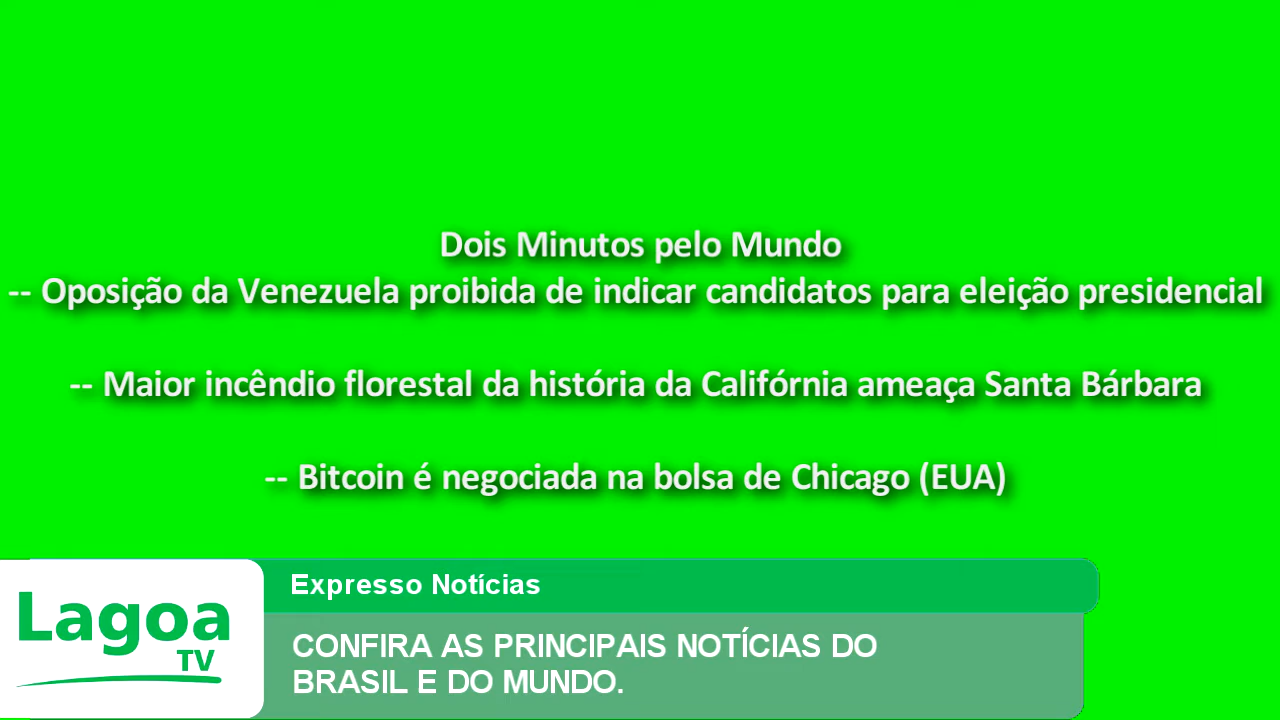 Dois Minutos pelo Mundo
-- Oposição da Venezuela proibida de indicar candidatos para eleição presidencial
-- Maior incêndio florestal da história da Califórnia ameaça Santa Bárbara
-- Bitcoin é negociada na bolsa de Chicago (EUA)
Lagoa
TV
Expresso Notícias
CONFIRA AS PRINCIPAIS NOTÍCIAS DO
BRASIL E DO MUNDO.